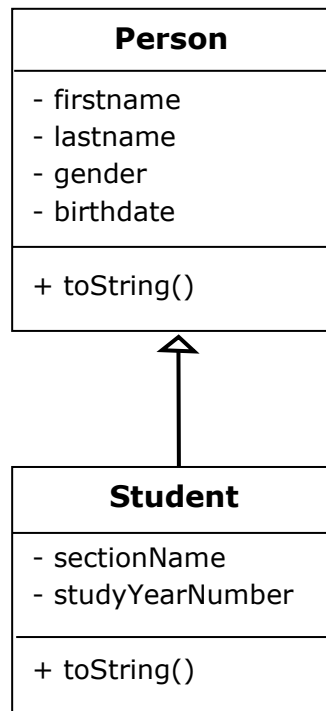 Person
- firstname
- lastname
- gender
- birthdate
+ toString()
Student
- sectionName
- studyYearNumber
+ toString()